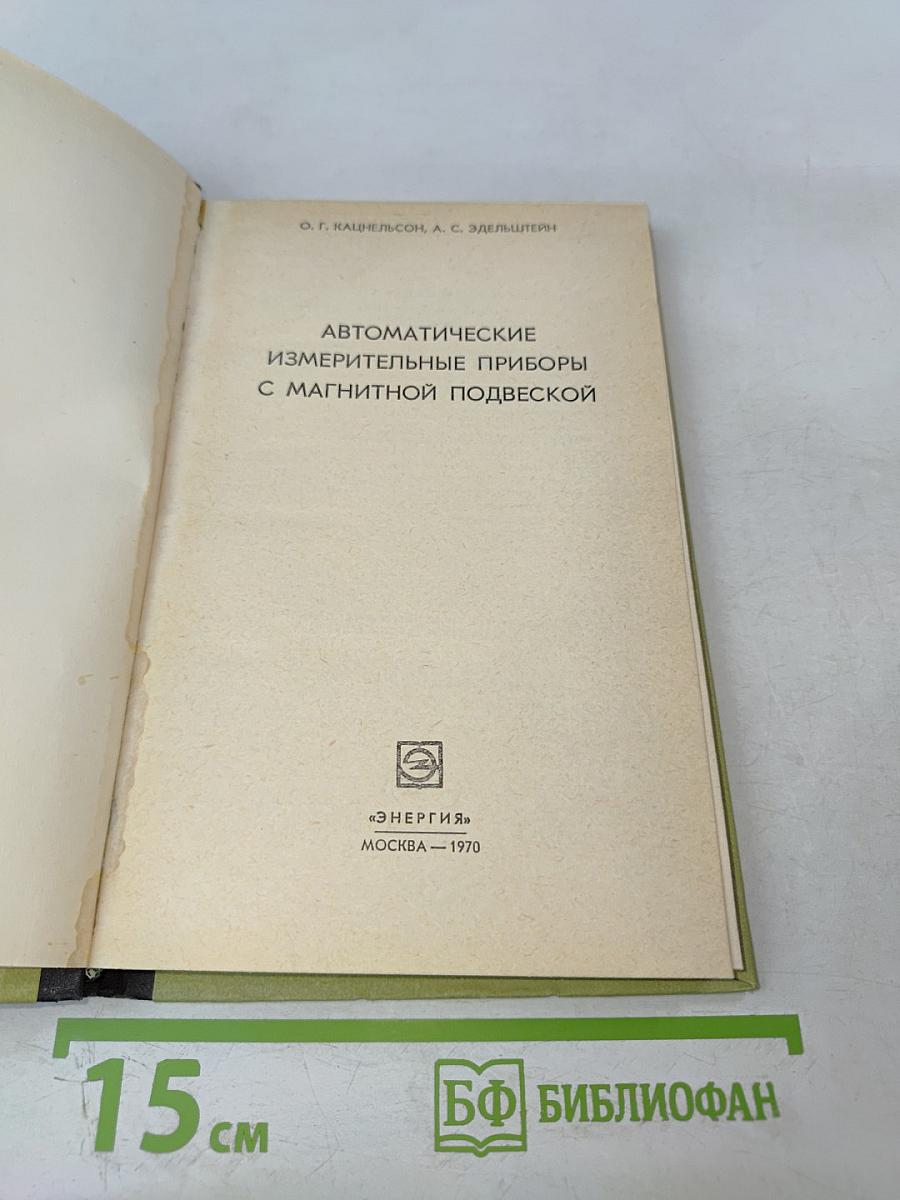 О. Г. КАЦНЕЛЬСОН, А. С. ЭДЕЛЬШТЕЙН
АВТОМАТИЧЕСКИЕ
ИЗМЕРИТЕЛЬНЫЕ ПРИБОРЫ
С МАГНИТНОЙ ПОДВЕСКОЙ
«ЭНЕРГИЯ»
МОСКВА — 1970
15 см
БФ БИБЛИОФАН